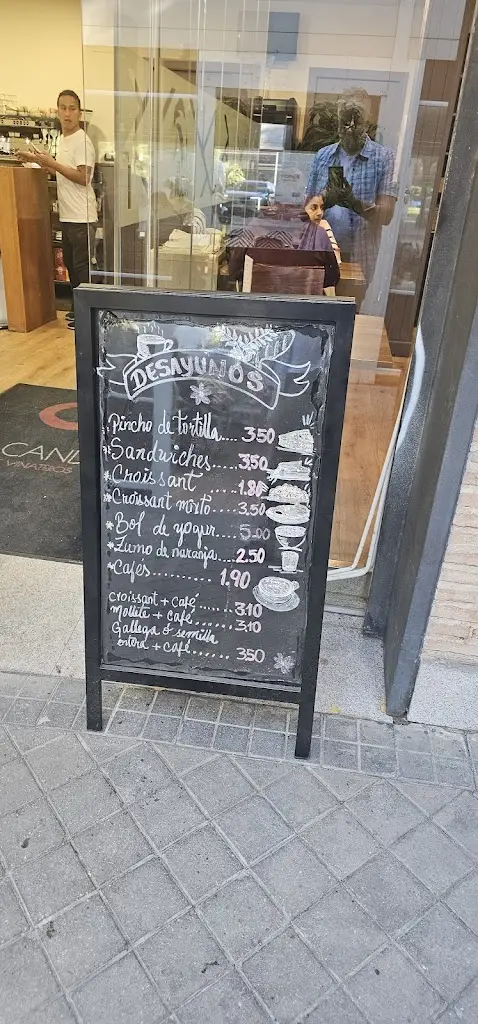 DESAYUNOS
Pincho de tortilla.... 3.50
*Sandwiches..... 3.50
*Croissant ..... 1.80
*Croissant mixto.... 3.50
*Bol de yogur.... 5.00
*Zumo de naranja... 2.50
*Cafés.......... 1.90
Croissant + café...... 3.10
Mollete + café...... 3.10
Gallega ó semilla
entera + café...... 3.50
CAND
VINATROS